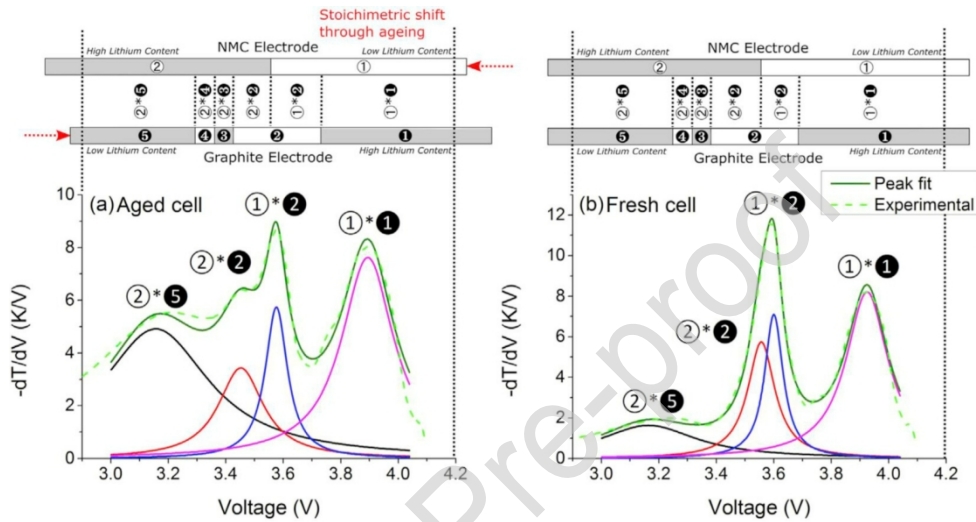 Stoichimetric shift
through ageing
High Lithium Content
NMC Electrode
Low Lithium Content
②
①
②*❺
②*❹
②*❸
②*❷
①*❷
①*❶
❺
❹
❸
❷
❶
Low Lithium Content
Graphite Electrode
High Lithium Content
(a) Aged cell
①*❷
①*❶
②*❷
②*❺
-dT/dV (K/V)
10
8
6
4
2
0
3.0
3.2
3.4
3.6
3.8
4.0
4.2
Voltage (V)
High Lithium Content
NMC Electrode
Low Lithium Content
②
①
②*❺
②*❹
②*❸
②*❷
①*❷
①*❶
❺
❹
❸
❷
❶
Low Lithium Content
Graphite Electrode
High Lithium Content
(b) Fresh cell
Peak fit
Experimental
①*❷
①*❶
②*❷
②*❺
-dT/dV (K/V)
12
10
8
6
4
2
0
3.0
3.2
3.4
3.6
3.8
4.0
4.2
Voltage (V)
Pre-proof